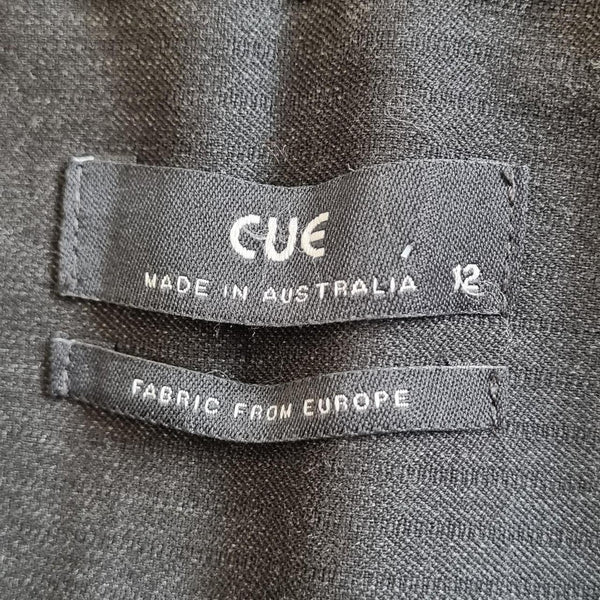 CUE
MADE IN AUSTRALIA 12
FABRIC FROM EUROPE